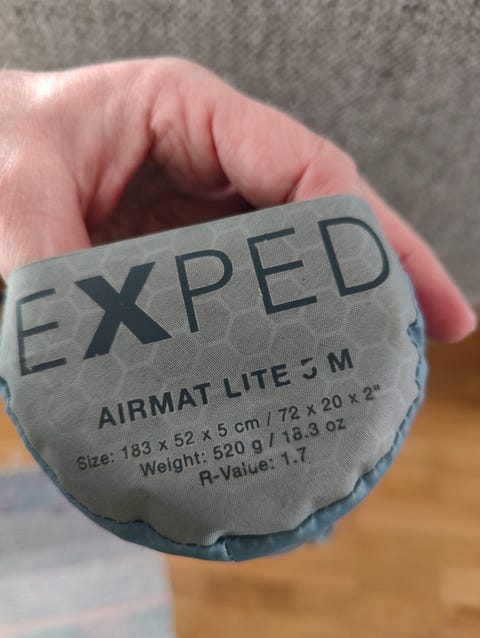 EXPED
AIRMAT LITE 5 M
Size: 183 x 52 x 5 cm / 72 x 20 x 2"
Weight: 520 g / 18.3 oz
R-Value: 1.7